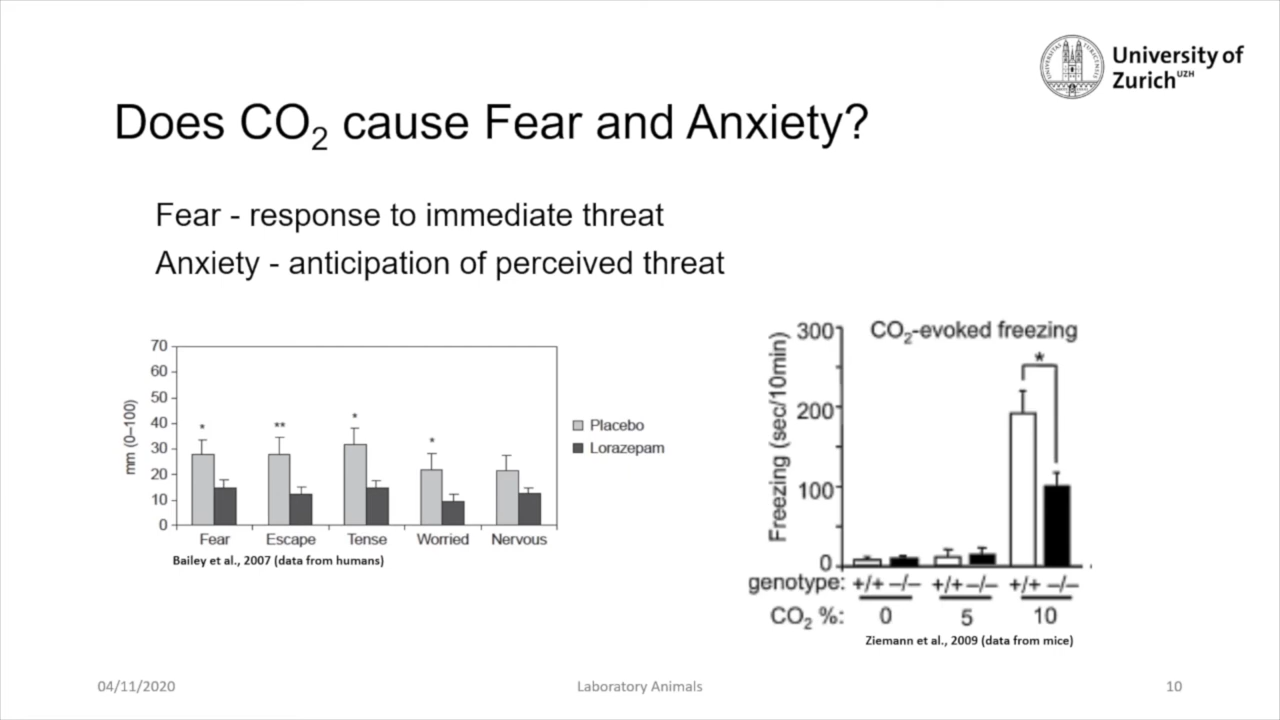 University of
Zurich UZH
Does CO₂ cause Fear and Anxiety?
Fear - response to immediate threat
Anxiety - anticipation of perceived threat
mm (0–100)
70
60
50
40
30
20
10
0
* ** * *
Fear Escape Tense Worried Nervous
Placebo
Lorazepam
Bailey et al., 2007 (data from humans)
CO₂-evoked freezing
*
Freezing (sec/10min)
300
200
100
0
genotype: +/+ –/– +/+ –/– +/+ –/–
CO₂ %: 0 5 10
Ziemann et al., 2009 (data from mice)
04/11/2020 Laboratory Animals 10